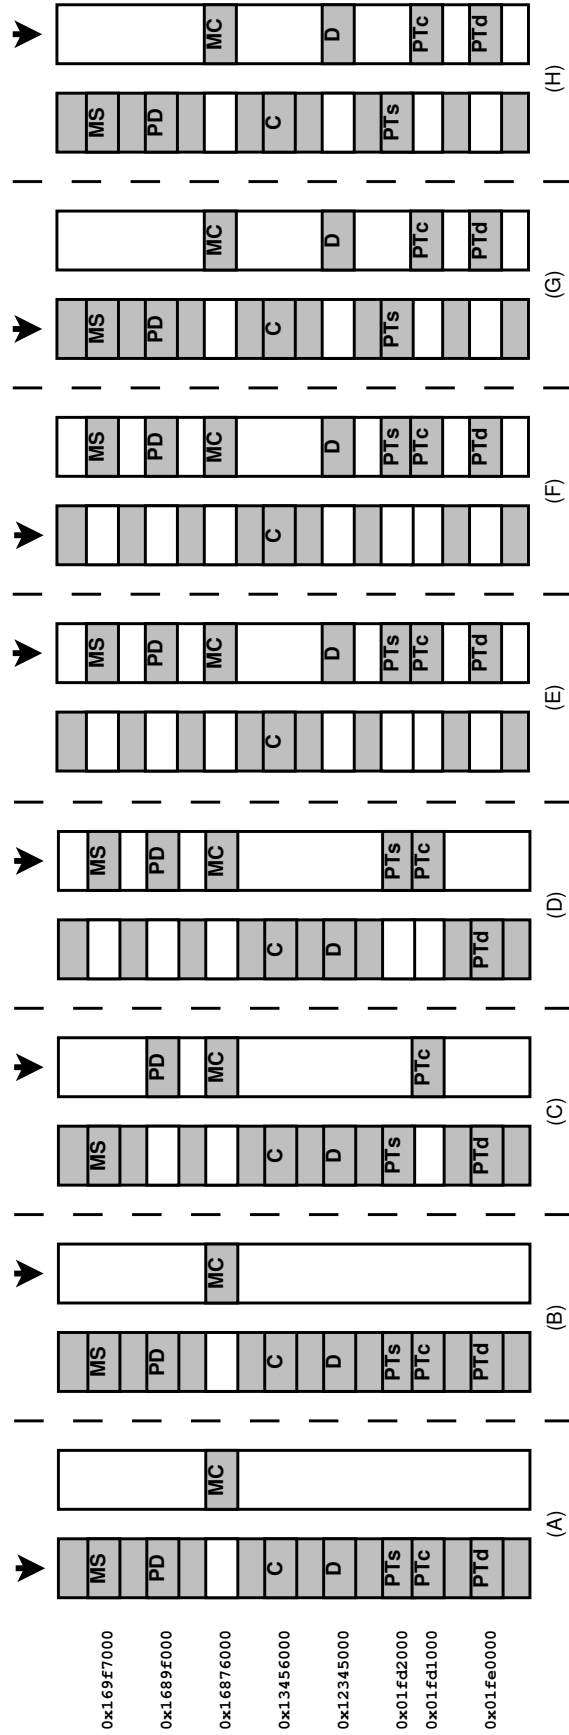 0x169f7000 MS MS MS MS MS MS MS MS
0x1689f000 PD PD PD PD PD PD PD PD
0x16876000 MC MC MC MC MC MC MC MC
0x13456000 C C C C C C C C
0x12345000 D D D D D D D D
0x01fd2000 PTs PTs PTs PTs PTs PTs PTs PTs
0x01fd1000 PTc PTc PTc PTc PTc PTc PTc PTc
0x01fe0000 PTd PTd PTd PTd PTd PTd PTd PTd
(A) (B) (C) (D) (E) (F) (G) (H)